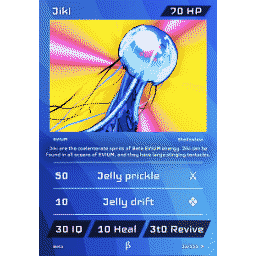 Jiki
70 HP
EVIUM
Jiki are the coelenterate spirits of Beta EVIUM energy. Jiki can be
found in all oceans of EVIUM, and they have large stinging tentacles.
50 Jelly prickle X
10 Jelly drift
30 IQ 10 Heal 3t0 Revive
β